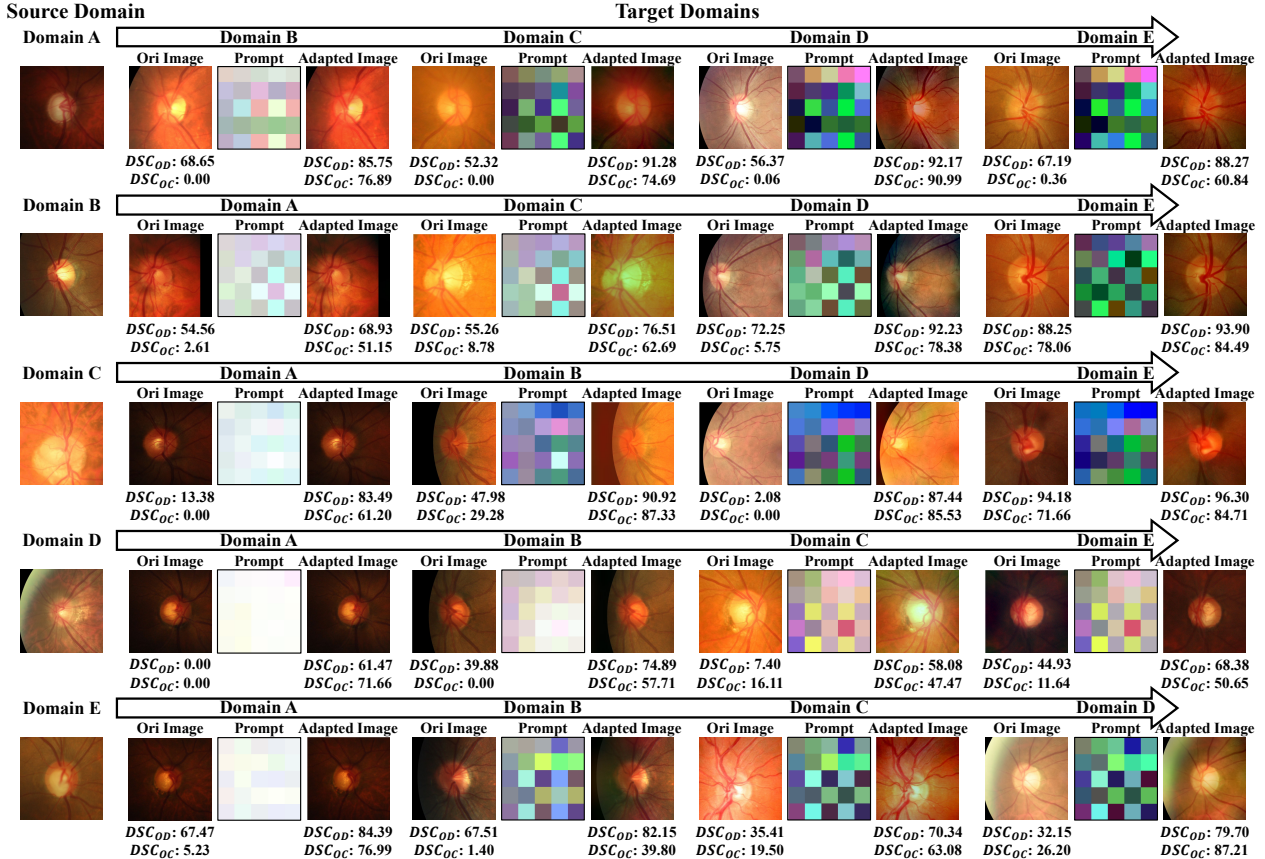 Source Domain Target Domains
Domain A Domain B Domain C Domain D Domain E
Ori Image Prompt Adapted Image Ori Image Prompt Adapted Image Ori Image Prompt Adapted Image Ori Image Prompt Adapted Image
DSC_OD: 68.65 DSC_OD: 85.75 DSC_OD: 52.32 DSC_OD: 91.28 DSC_OD: 56.37 DSC_OD: 92.17 DSC_OD: 67.19 DSC_OD: 88.27
DSC_OC: 0.00 DSC_OC: 76.89 DSC_OC: 0.00 DSC_OC: 74.69 DSC_OC: 0.06 DSC_OC: 90.99 DSC_OC: 0.36 DSC_OC: 60.84
Domain B Domain A Domain C Domain D Domain E
Ori Image Prompt Adapted Image Ori Image Prompt Adapted Image Ori Image Prompt Adapted Image Ori Image Prompt Adapted Image
DSC_OD: 54.56 DSC_OD: 68.93 DSC_OD: 55.26 DSC_OD: 76.51 DSC_OD: 72.25 DSC_OD: 92.23 DSC_OD: 88.25 DSC_OD: 93.90
DSC_OC: 2.61 DSC_OC: 51.15 DSC_OC: 8.78 DSC_OC: 62.69 DSC_OC: 5.75 DSC_OC: 78.38 DSC_OC: 78.06 DSC_OC: 84.49
Domain C Domain A Domain B Domain D Domain E
Ori Image Prompt Adapted Image Ori Image Prompt Adapted Image Ori Image Prompt Adapted Image Ori Image Prompt Adapted Image
DSC_OD: 13.38 DSC_OD: 83.49 DSC_OD: 47.98 DSC_OD: 90.92 DSC_OD: 2.08 DSC_OD: 87.44 DSC_OD: 94.18 DSC_OD: 96.30
DSC_OC: 0.00 DSC_OC: 61.20 DSC_OC: 29.28 DSC_OC: 87.33 DSC_OC: 0.00 DSC_OC: 85.53 DSC_OC: 71.66 DSC_OC: 84.71
Domain D Domain A Domain B Domain C Domain E
Ori Image Prompt Adapted Image Ori Image Prompt Adapted Image Ori Image Prompt Adapted Image Ori Image Prompt Adapted Image
DSC_OD: 0.00 DSC_OD: 61.47 DSC_OD: 39.88 DSC_OD: 74.89 DSC_OD: 7.40 DSC_OD: 58.08 DSC_OD: 44.93 DSC_OD: 68.38
DSC_OC: 0.00 DSC_OC: 71.66 DSC_OC: 0.00 DSC_OC: 57.71 DSC_OC: 16.11 DSC_OC: 47.47 DSC_OC: 11.64 DSC_OC: 50.65
Domain E Domain A Domain B Domain C Domain D
Ori Image Prompt Adapted Image Ori Image Prompt Adapted Image Ori Image Prompt Adapted Image Ori Image Prompt Adapted Image
DSC_OD: 67.47 DSC_OD: 84.39 DSC_OD: 67.51 DSC_OD: 82.15 DSC_OD: 35.41 DSC_OD: 70.34 DSC_OD: 32.15 DSC_OD: 79.70
DSC_OC: 5.23 DSC_OC: 76.99 DSC_OC: 1.40 DSC_OC: 39.80 DSC_OC: 19.50 DSC_OC: 63.08 DSC_OC: 26.20 DSC_OC: 87.21